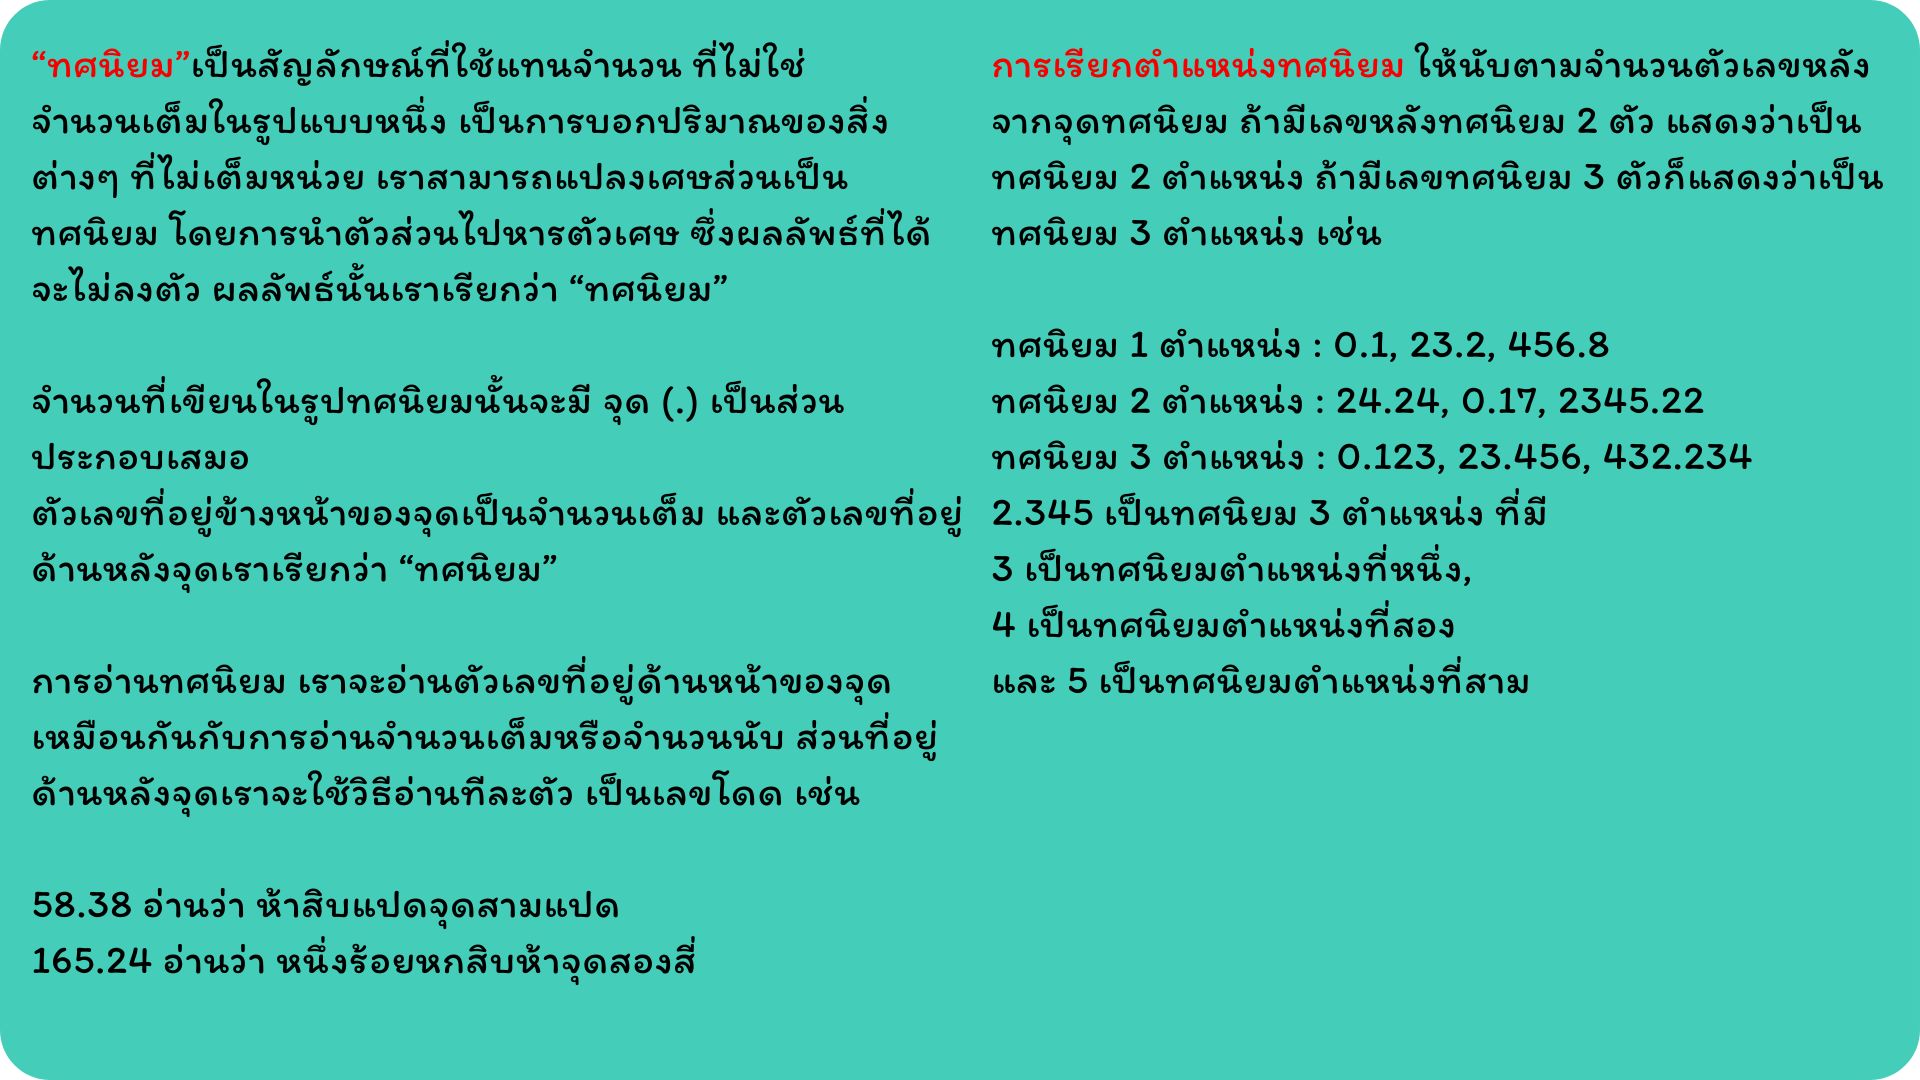 “ทศนิยม”เป็นสัญลักษณ์ที่ใช้แทนจำนวน ที่ไม่ใช่
จำนวนเต็มในรูปแบบหนึ่ง เป็นการบอกปริมาณของสิ่ง
ต่างๆ ที่ไม่เต็มหน่วย เราสามารถแปลงเศษส่วนเป็น
ทศนิยม โดยการนำตัวส่วนไปหารตัวเศษ ซึ่งผลลัพธ์ที่ได้
จะไม่ลงตัว ผลลัพธ์นั้นเราเรียกว่า “ทศนิยม”
จำนวนที่เขียนในรูปทศนิยมนั้นจะมี จุด (.) เป็นส่วน
ประกอบเสมอ
ตัวเลขที่อยู่ข้างหน้าของจุดเป็นจำนวนเต็ม และตัวเลขที่อยู่
ด้านหลังจุดเราเรียกว่า “ทศนิยม”
การอ่านทศนิยม เราจะอ่านตัวเลขที่อยู่ด้านหน้าของจุด
เหมือนกันกับการอ่านจำนวนเต็มหรือจำนวนนับ ส่วนที่อยู่
ด้านหลังจุดเราจะใช้วิธีอ่านทีละตัว เป็นเลขโดด เช่น
58.38 อ่านว่า ห้าสิบแปดจุดสามแปด
165.24 อ่านว่า หนึ่งร้อยหกสิบห้าจุดสองสี่
การเรียกตำแหน่งทศนิยม ให้นับตามจำนวนตัวเลขหลัง
จากจุดทศนิยม ถ้ามีเลขหลังทศนิยม 2 ตัว แสดงว่าเป็น
ทศนิยม 2 ตำแหน่ง ถ้ามีเลขทศนิยม 3 ตัวก็แสดงว่าเป็น
ทศนิยม 3 ตำแหน่ง เช่น
ทศนิยม 1 ตำแหน่ง : 0.1, 23.2, 456.8
ทศนิยม 2 ตำแหน่ง : 24.24, 0.17, 2345.22
ทศนิยม 3 ตำแหน่ง : 0.123, 23.456, 432.234
2.345 เป็นทศนิยม 3 ตำแหน่ง ที่มี
3 เป็นทศนิยมตำแหน่งที่หนึ่ง,
4 เป็นทศนิยมตำแหน่งที่สอง
และ 5 เป็นทศนิยมตำแหน่งที่สาม